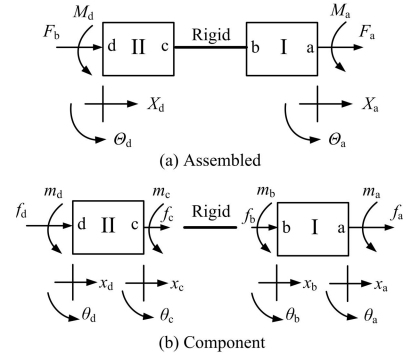 M_d M_a
F_b d II c Rigid b I a F_a
X_d X_a
Θ_d Θ_a
(a) Assembled
m_d m_c m_b m_a
f_d d II c f_c Rigid f_b b I a f_a
x_d x_c x_b x_a
θ_d θ_c θ_b θ_a
(b) Component